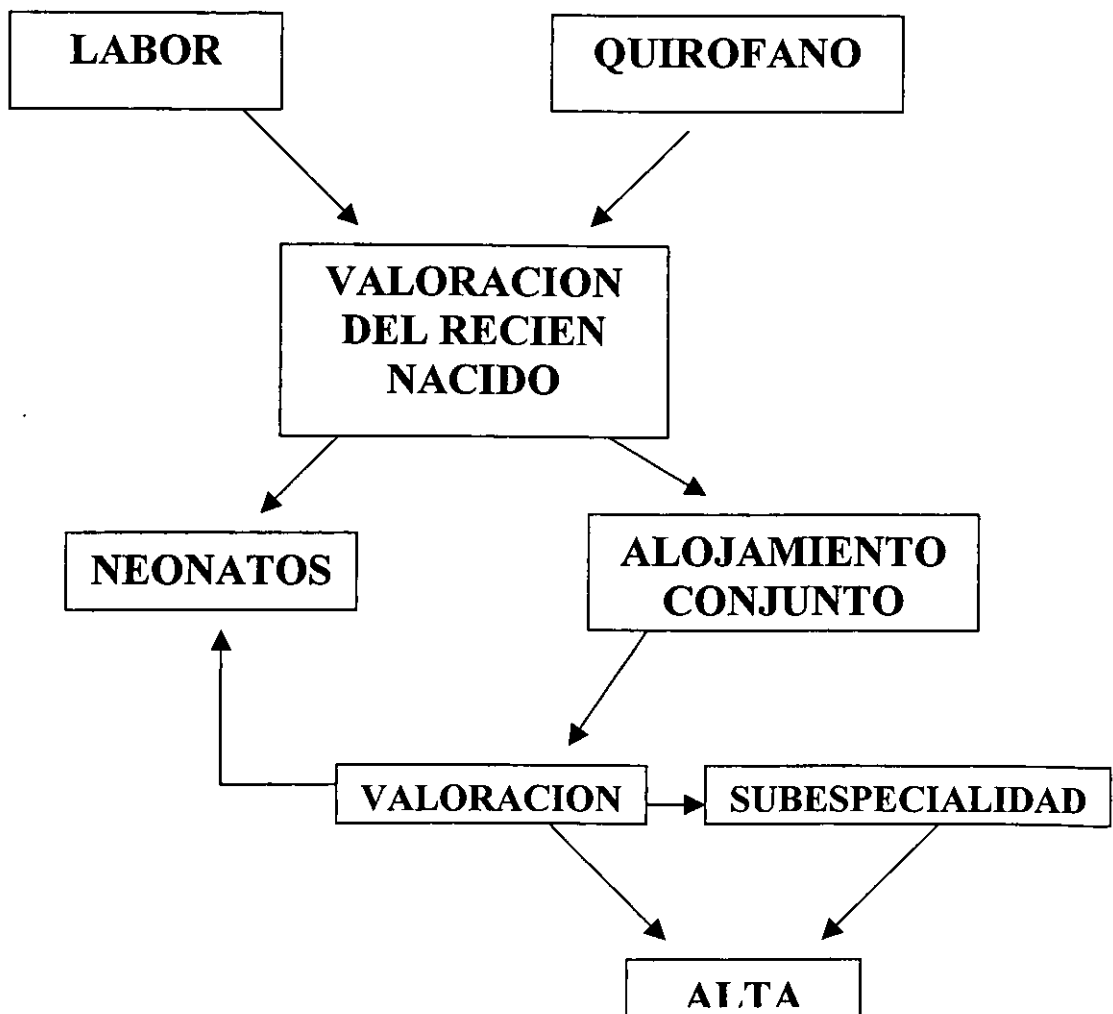 LABOR
QUIROFANO
VALORACION
DEL RECIEN
NACIDO
NEONATOS
ALOJAMIENTO
CONJUNTO
VALORACION
SUBESPECIALIDAD
ALTA